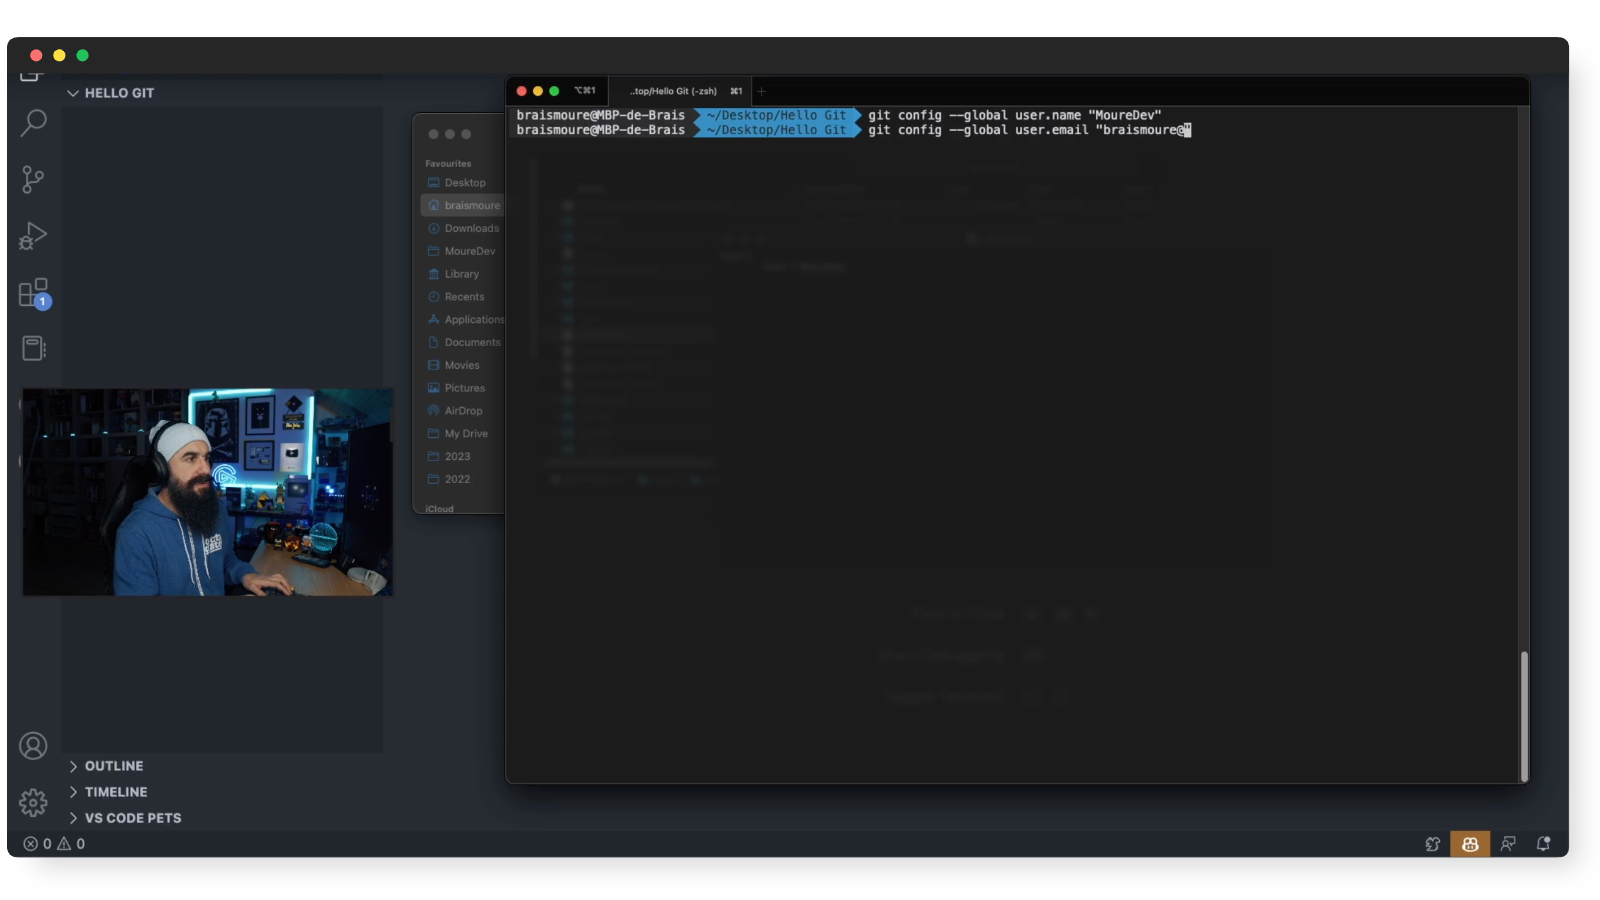 HELLO GIT
⌥⌘1
..top/Hello Git (-zsh) ⌘1
braismoure@MBP-de-Brais ~/Desktop/Hello Git git config --global user.name "MoureDev"
braismoure@MBP-de-Brais ~/Desktop/Hello Git git config --global user.email "braismoure@"
Favourites
Desktop
braismoure
Downloads
MoureDev
Library
Recents
Applications
Documents
Movies
Pictures
AirDrop
My Drive
2023
2022
iCloud
1
OUTLINE
TIMELINE
VS CODE PETS
0 0